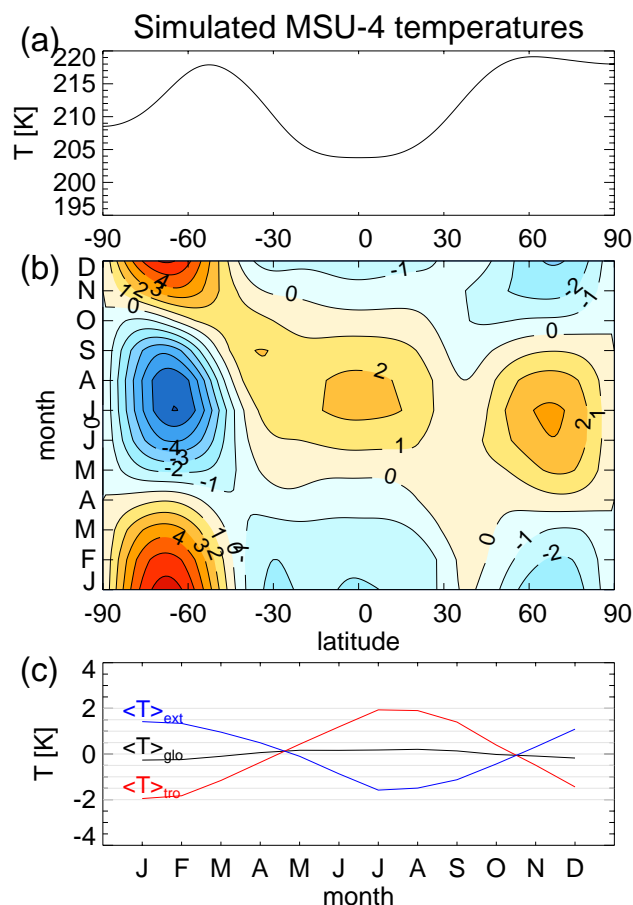 Simulated MSU-4 temperatures
(a)
T [K]
220
215
210
205
200
195
-90 -60 -30 0 30 60 90
(b)
month
D
N
O
S
A
J
J
M
A
M
F
J
0
1 2 3 4
0
-1
0
-2
-1
0
2
1
0
2 1
-4
-3
-2
-1
4 3 2 1 0 -1
0
-1
-2
-90 -60 -30 0 30 60 90
latitude
(c)
T [K]
4
2
0
-2
-4
<T>ext
<T>glo
<T>tro
J F M A M J J A S O N D
month